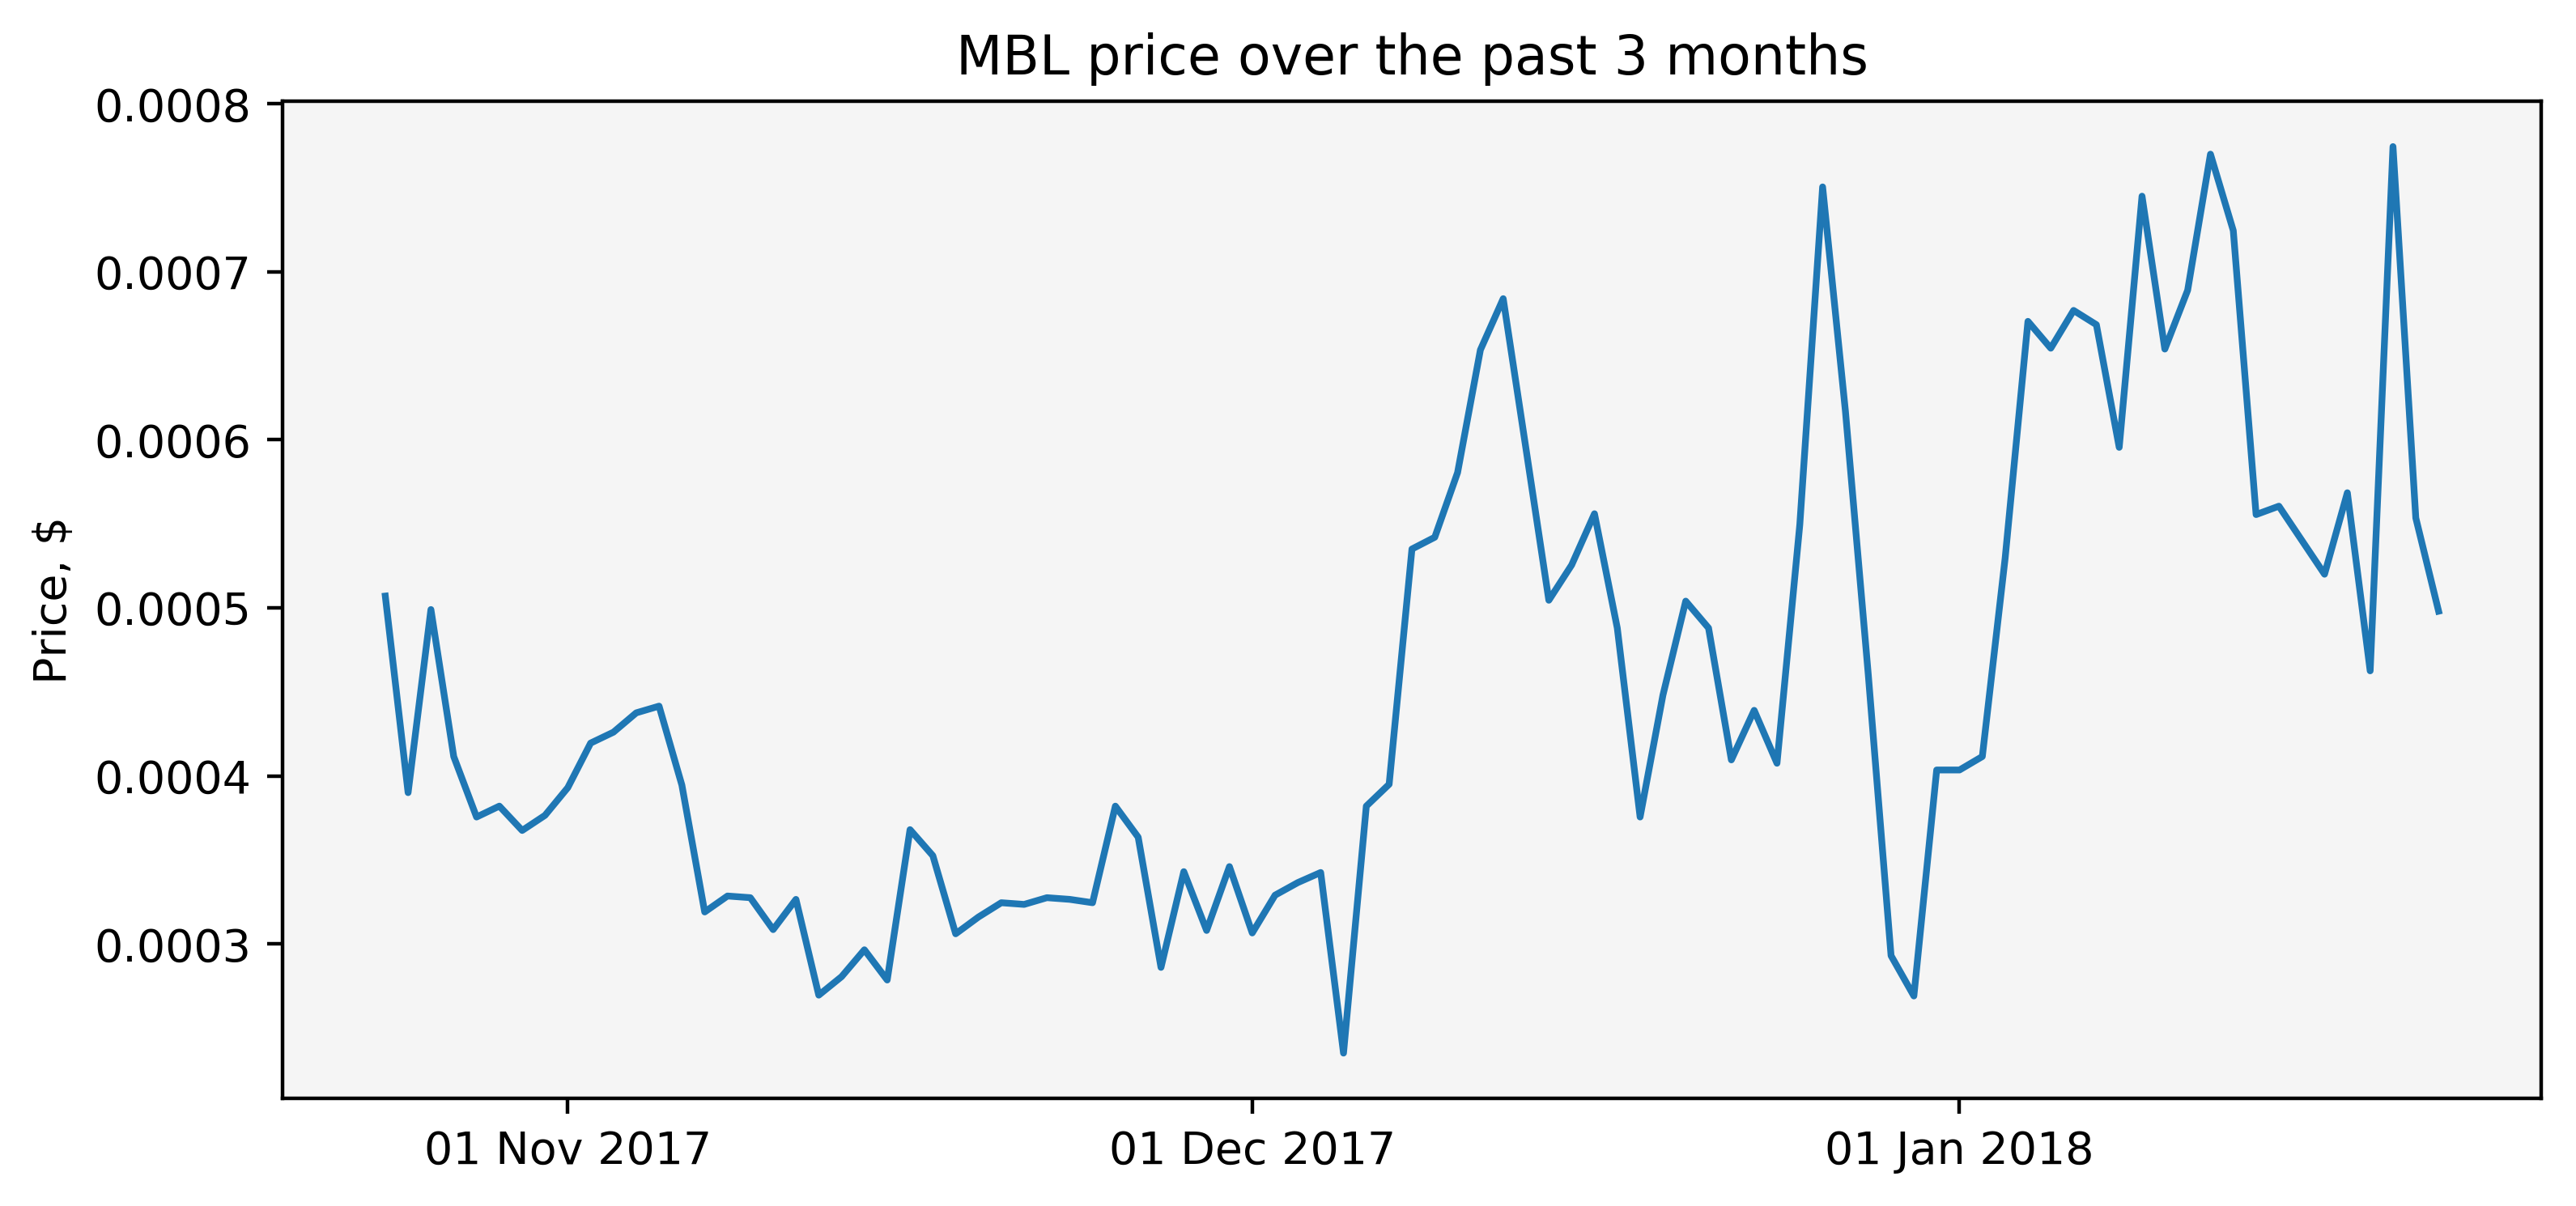 MBL price over the past 3 months
Price, $
0.0008
0.0007
0.0006
0.0005
0.0004
0.0003
01 Nov 2017
01 Dec 2017
01 Jan 2018